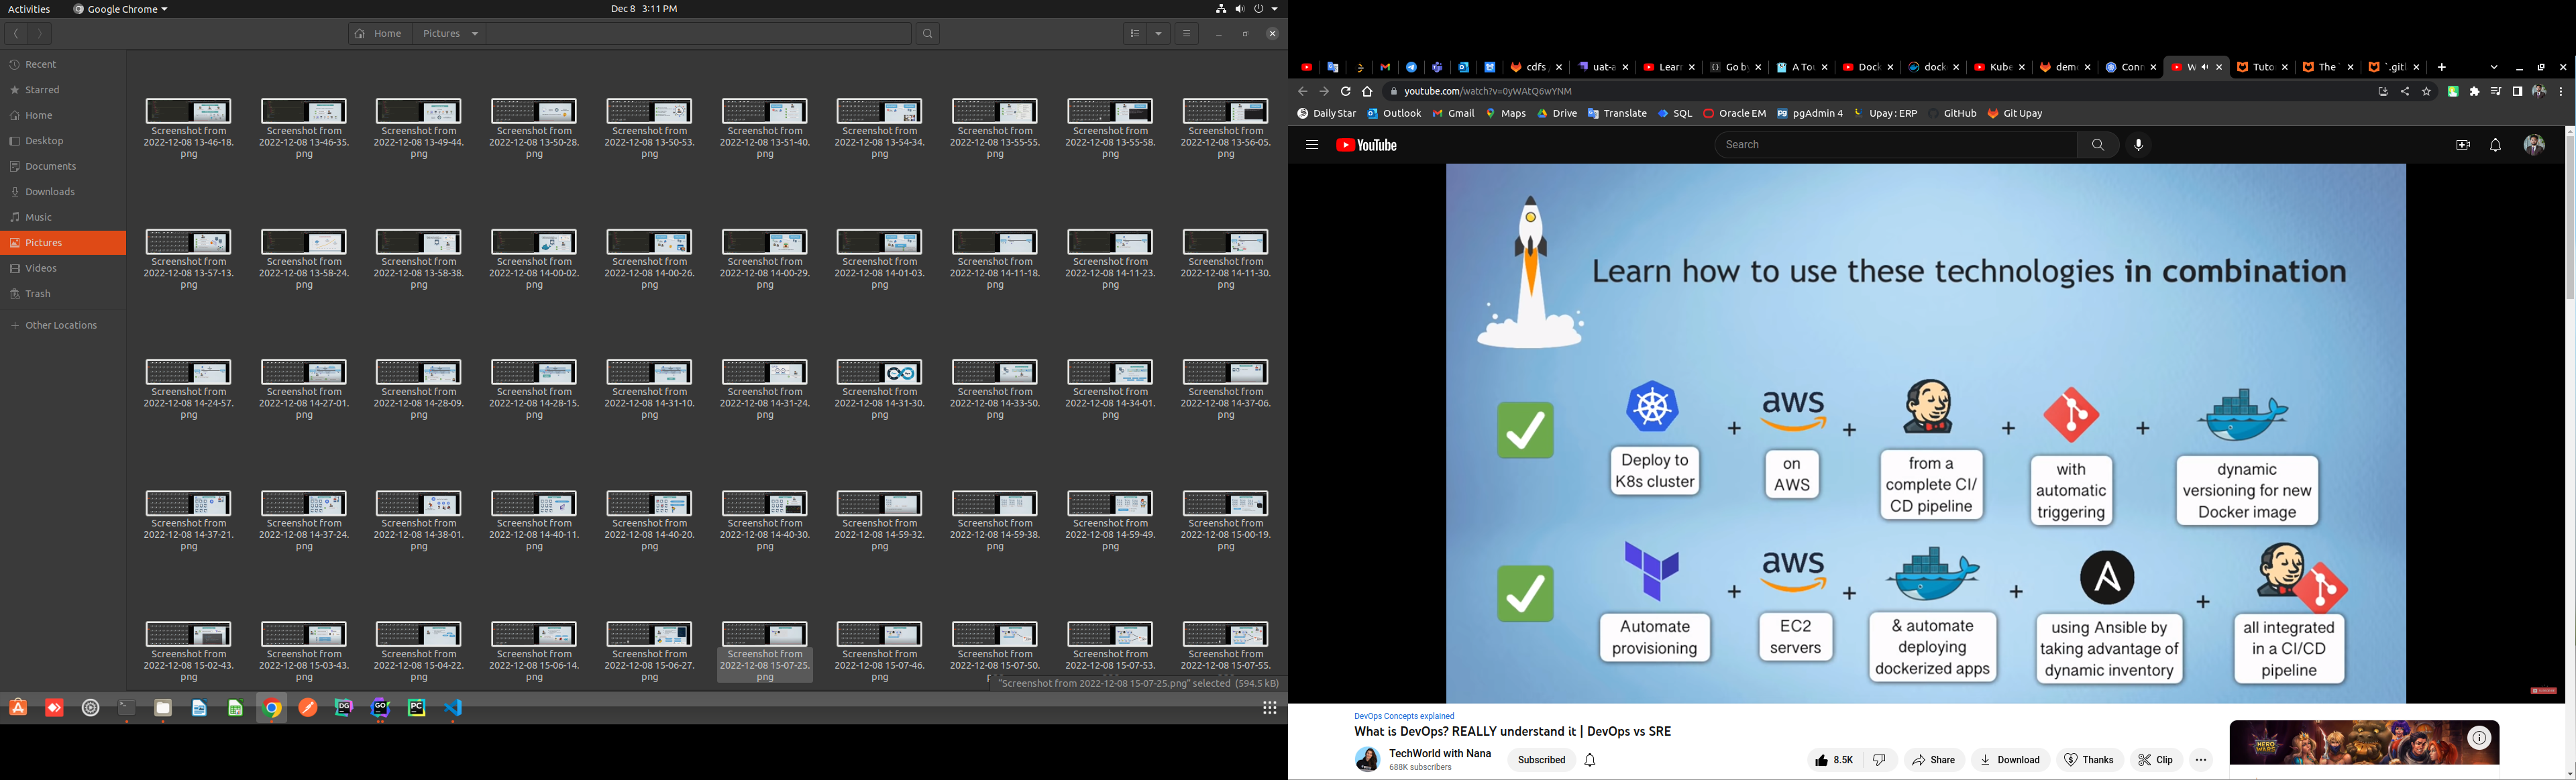 Activities
Google Chrome
Dec 8 3:11 PM
Home
Pictures
Recent
Starred
Home
Desktop
Documents
Downloads
Music
Pictures
Videos
Trash
Other Locations
Screenshot from 2022-12-08 13-46-18.png
Screenshot from 2022-12-08 13-46-35.png
Screenshot from 2022-12-08 13-49-44.png
Screenshot from 2022-12-08 13-50-28.png
Screenshot from 2022-12-08 13-50-53.png
Screenshot from 2022-12-08 13-51-40.png
Screenshot from 2022-12-08 13-54-34.png
Screenshot from 2022-12-08 13-55-55.png
Screenshot from 2022-12-08 13-55-58.png
Screenshot from 2022-12-08 13-56-05.png
Screenshot from 2022-12-08 13-57-13.png
Screenshot from 2022-12-08 13-58-24.png
Screenshot from 2022-12-08 13-58-38.png
Screenshot from 2022-12-08 14-00-02.png
Screenshot from 2022-12-08 14-00-26.png
Screenshot from 2022-12-08 14-00-29.png
Screenshot from 2022-12-08 14-01-03.png
Screenshot from 2022-12-08 14-11-18.png
Screenshot from 2022-12-08 14-11-23.png
Screenshot from 2022-12-08 14-11-30.png
Screenshot from 2022-12-08 14-24-57.png
Screenshot from 2022-12-08 14-27-01.png
Screenshot from 2022-12-08 14-28-09.png
Screenshot from 2022-12-08 14-28-15.png
Screenshot from 2022-12-08 14-31-10.png
Screenshot from 2022-12-08 14-31-24.png
Screenshot from 2022-12-08 14-31-30.png
Screenshot from 2022-12-08 14-33-50.png
Screenshot from 2022-12-08 14-34-01.png
Screenshot from 2022-12-08 14-37-06.png
Screenshot from 2022-12-08 14-37-21.png
Screenshot from 2022-12-08 14-37-24.png
Screenshot from 2022-12-08 14-38-01.png
Screenshot from 2022-12-08 14-40-11.png
Screenshot from 2022-12-08 14-40-20.png
Screenshot from 2022-12-08 14-40-30.png
Screenshot from 2022-12-08 14-59-32.png
Screenshot from 2022-12-08 14-59-38.png
Screenshot from 2022-12-08 14-59-49.png
Screenshot from 2022-12-08 15-00-19.png
Screenshot from 2022-12-08 15-02-43.png
Screenshot from 2022-12-08 15-03-43.png
Screenshot from 2022-12-08 15-04-22.png
Screenshot from 2022-12-08 15-06-14.png
Screenshot from 2022-12-08 15-06-27.png
Screenshot from 2022-12-08 15-07-25.png
Screenshot from 2022-12-08 15-07-46.png
Screenshot from 2022-12-08 15-07-50.
Screenshot from 2022-12-08 15-07-53.
Screenshot from 2022-12-08 15-07-55.
"Screenshot from 2022-12-08 15-07-25.png" selected (594.5 kB)
DG
GO
PC
cdfs
uat-a
Lear
Go b
A To
Dock
dock
Kube
dem
Con
W
Tuto
The
`.gitl
youtube.com/watch?v=0yWAtQ6wYNM
Daily Star
Outlook
Gmail
Maps
Drive
Translate
SQL
Oracle EM
pgAdmin 4
Upay : ERP
GitHub
Git Upay
YouTube
Search
Learn how to use these technologies in combination
aws
Deploy to
K8s cluster
+
on
AWS
+
from a
complete CI/
CD pipeline
+
with
automatic
triggering
+
dynamic
versioning for new
Docker image
aws
Automate
provisioning
+
EC2
servers
+
& automate
deploying
dockerized apps
+
using Ansible by
taking advantage of
dynamic inventory
+
all integrated
in a CI/CD
pipeline
DevOps Concepts explained
What is DevOps? REALLY understand it | DevOps vs SRE
TechWorld with Nana
688K subscribers
Subscribed
8.5K
Share
Download
Thanks
Clip
HERO WARS